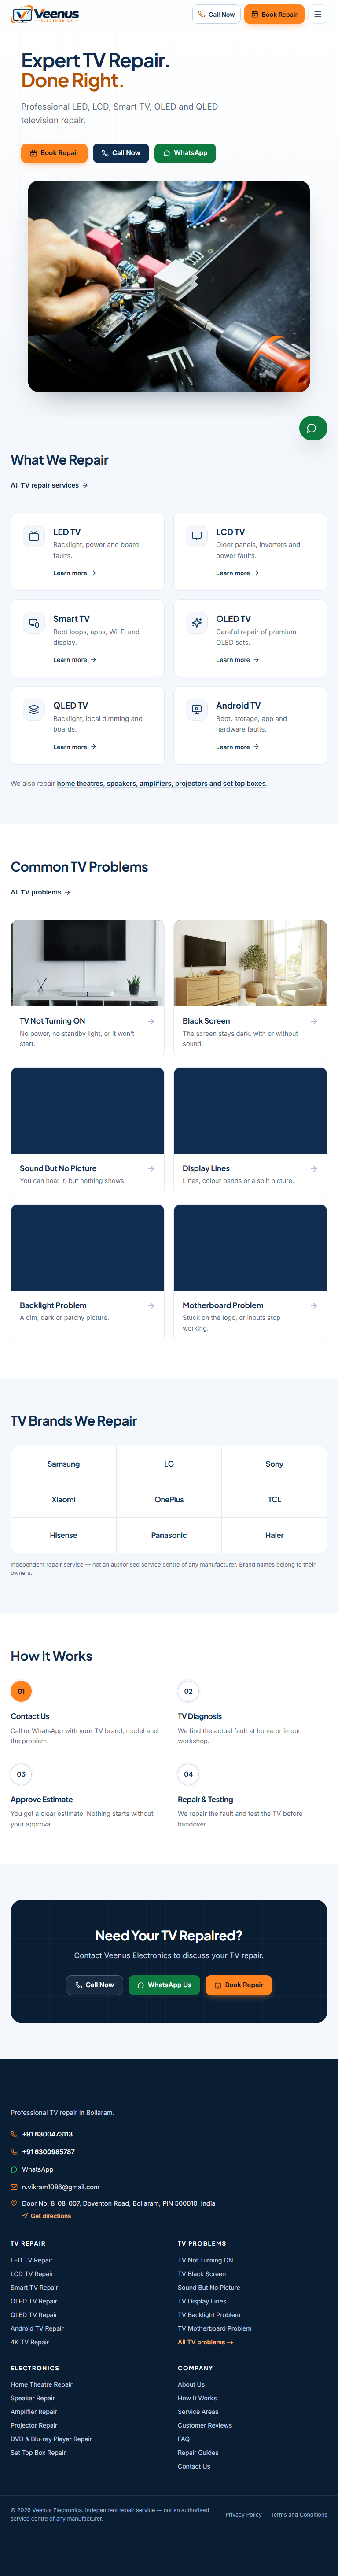 Veenus
ELECTRONICS
Call Now
Book Repair
Expert TV Repair.
Done Right.
Professional LED, LCD, Smart TV, OLED and QLED
television repair.
Book Repair
Call Now
WhatsApp
What We Repair
All TV repair services →
LED TV
Backlight, power and board
faults.
Learn more →
LCD TV
Older panels, inverters and
power faults.
Learn more →
Smart TV
Boot loops, apps, Wi-Fi and
display.
Learn more →
OLED TV
Careful repair of premium
OLED sets.
Learn more →
QLED TV
Backlight, local dimming and
boards.
Learn more →
Android TV
Boot, storage, app and
hardware faults.
Learn more →
We also repair home theatres, speakers, amplifiers, projectors and set top boxes.
Common TV Problems
All TV problems →
TV Not Turning ON →
No power, no standby light, or it won't
start.
Black Screen →
The screen stays dark, with or without
sound.
Sound But No Picture →
You can hear it, but nothing shows.
Display Lines →
Lines, colour bands or a split picture.
Backlight Problem →
A dim, dark or patchy picture.
Motherboard Problem →
Stuck on the logo, or inputs stop
working.
TV Brands We Repair
Samsung
LG
Sony
Xiaomi
OnePlus
TCL
Hisense
Panasonic
Haier
Independent repair service — not an authorised service centre of any manufacturer. Brand names belong to their
owners.
How It Works
01
Contact Us
Call or WhatsApp with your TV brand, model and
the problem.
02
TV Diagnosis
We find the actual fault at home or in our
workshop.
03
Approve Estimate
You get a clear estimate. Nothing starts without
your approval.
04
Repair & Testing
We repair the fault and test the TV before
handover.
Need Your TV Repaired?
Contact Veenus Electronics to discuss your TV repair.
Call Now
WhatsApp Us
Book Repair
Professional TV repair in Bollaram.
+91 6300473113
+91 6300985787
WhatsApp
n.vikram1086@gmail.com
Door No. 8-08-007, Doventon Road, Bollaram, PIN 500010, India
Get directions
TV REPAIR
LED TV Repair
LCD TV Repair
Smart TV Repair
OLED TV Repair
QLED TV Repair
Android TV Repair
4K TV Repair
TV PROBLEMS
TV Not Turning ON
TV Black Screen
Sound But No Picture
TV Display Lines
TV Backlight Problem
TV Motherboard Problem
All TV problems →
ELECTRONICS
Home Theatre Repair
Speaker Repair
Amplifier Repair
Projector Repair
DVD & Blu-ray Player Repair
Set Top Box Repair
COMPANY
About Us
How It Works
Service Areas
Customer Reviews
FAQ
Repair Guides
Contact Us
© 2026 Veenus Electronics. Independent repair service — not an authorised
service centre of any manufacturer.
Privacy Policy
Terms and Conditions